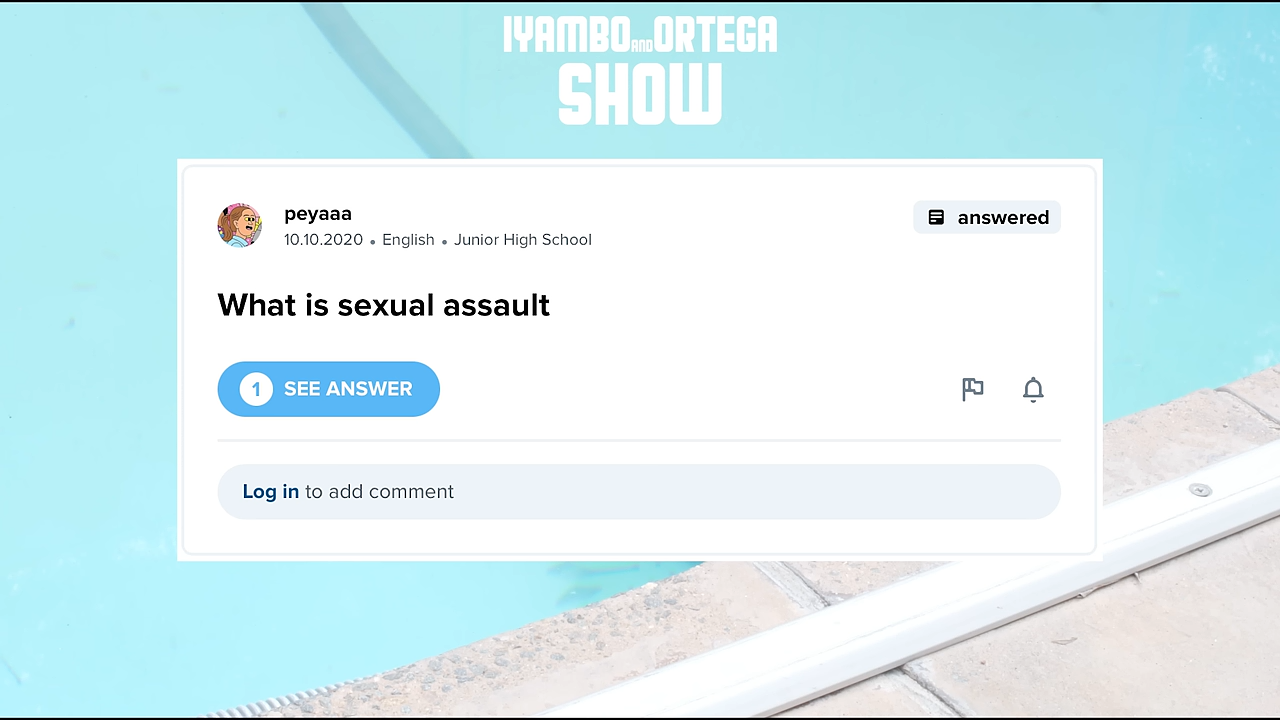 IYAMBO AND ORTEGA
SHOW
peyaaa
answered
10.10.2020 • English • Junior High School
What is sexual assault
1 SEE ANSWER
Log in to add comment